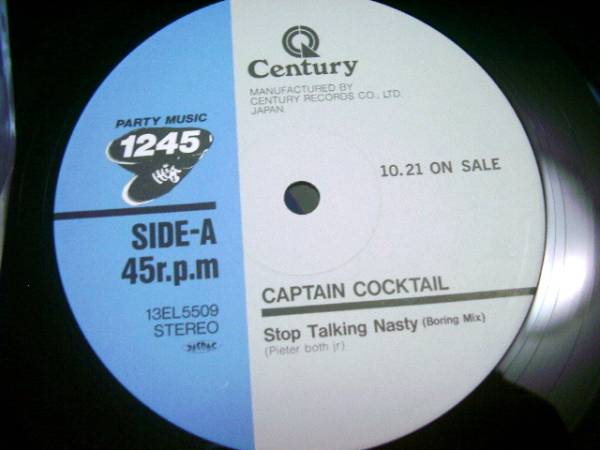 Century
MANUFACTURED BY
CENTURY RECORDS CO., LTD.
JAPAN.
PARTY MUSIC
1245
Hits
10.21 ON SALE
SIDE-A
45r.p.m
13EL5509
STEREO
CAPTAIN COCKTAIL
Stop Talking Nasty (Boring Mix)
(Pieter both jr)